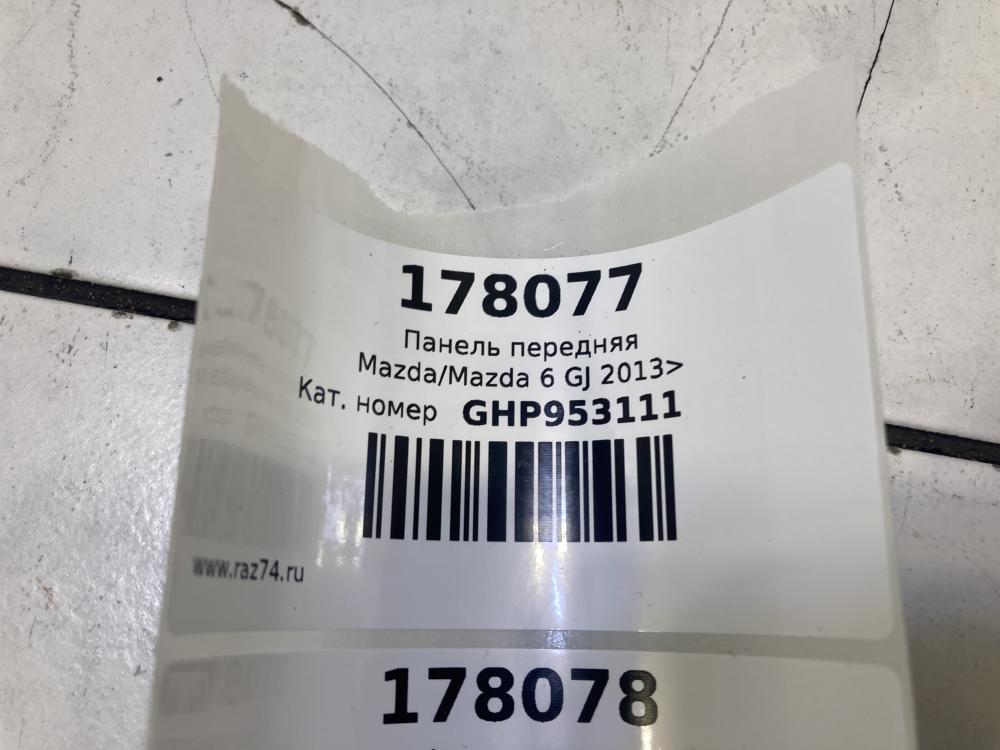 178077
Панель передняя
Mazda/Mazda 6 GJ 2013>
Кат. номер GHP953111
www.raz74.ru
178078